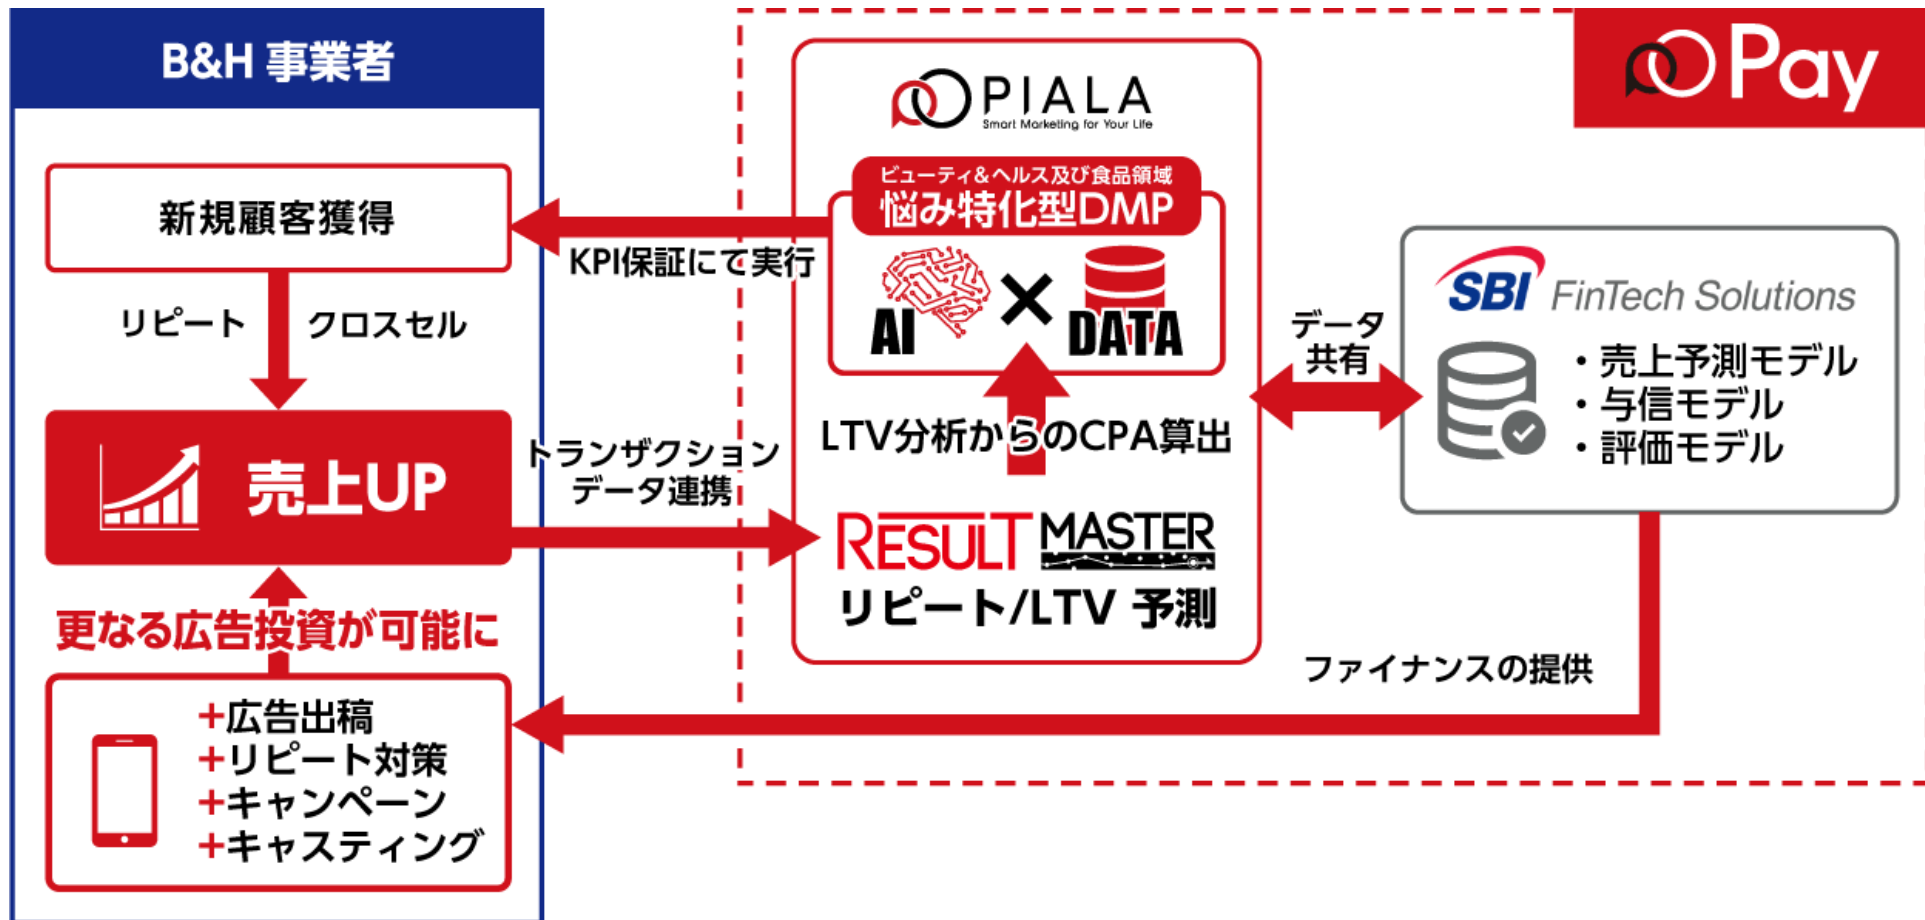 B&H 事業者
新規顧客獲得
リピート
クロスセル
売上UP
更なる広告投資が可能に
+広告出稿
+リピート対策
+キャンペーン
+キャスティング
KPI保証にて実行
トランザクション
データ連携
PIALA
Smart Marketing for Your Life
ビューティ&ヘルス及び食品領域
悩み特化型DMP
AI × DATA
LTV分析からのCPA算出
RESULT MASTER
リピート/LTV 予測
Pay
データ
共有
SBI FinTech Solutions
・売上予測モデル
・与信モデル
・評価モデル
ファイナンスの提供